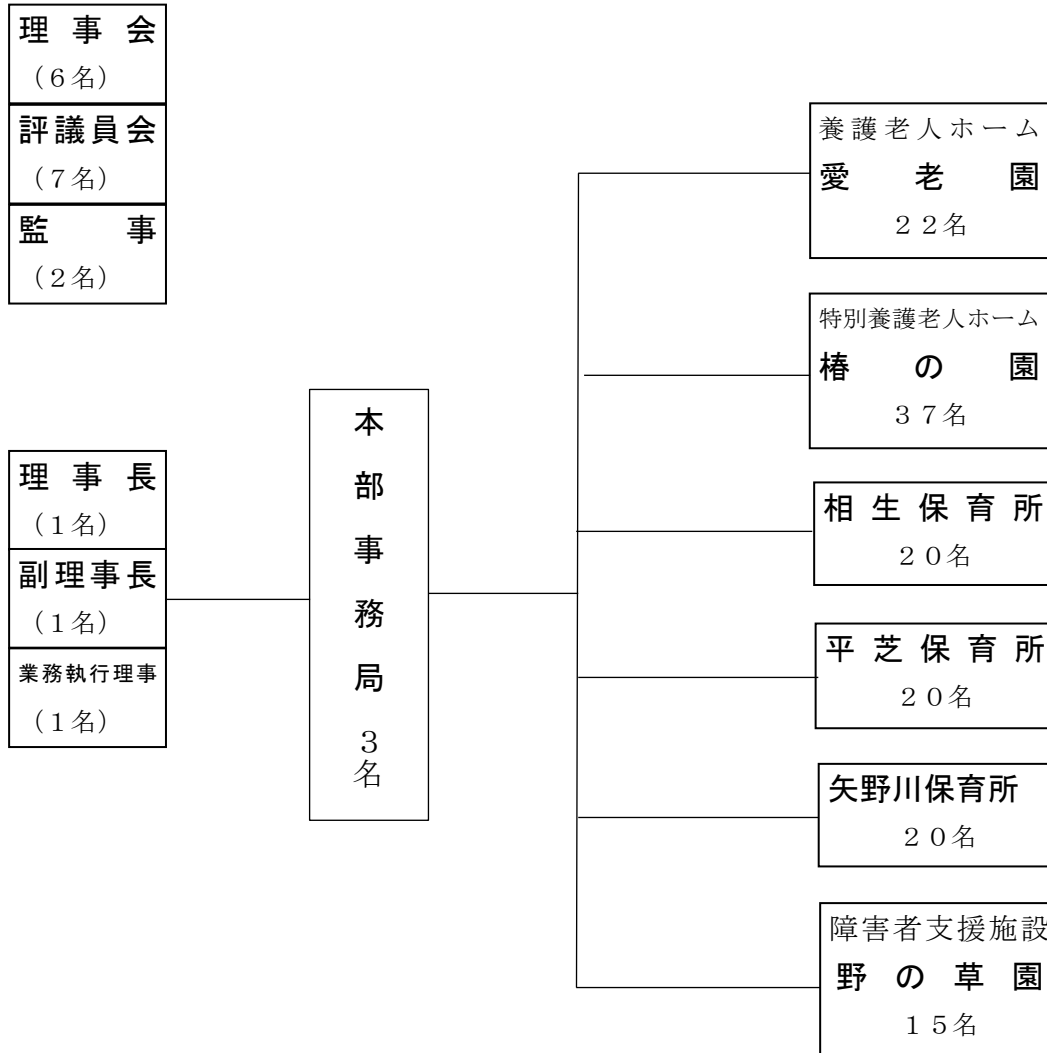 理事会
（6名）
評議員会
（7名）
監事
（2名）
理事長
（1名）
副理事長
（1名）
業務執行理事
（1名）
本部事務局 3名
養護老人ホーム
愛老園
22名
特別養護老人ホーム
椿の園
37名
相生保育所
20名
平芝保育所
20名
矢野川保育所
20名
障害者支援施設
野の草園
15名